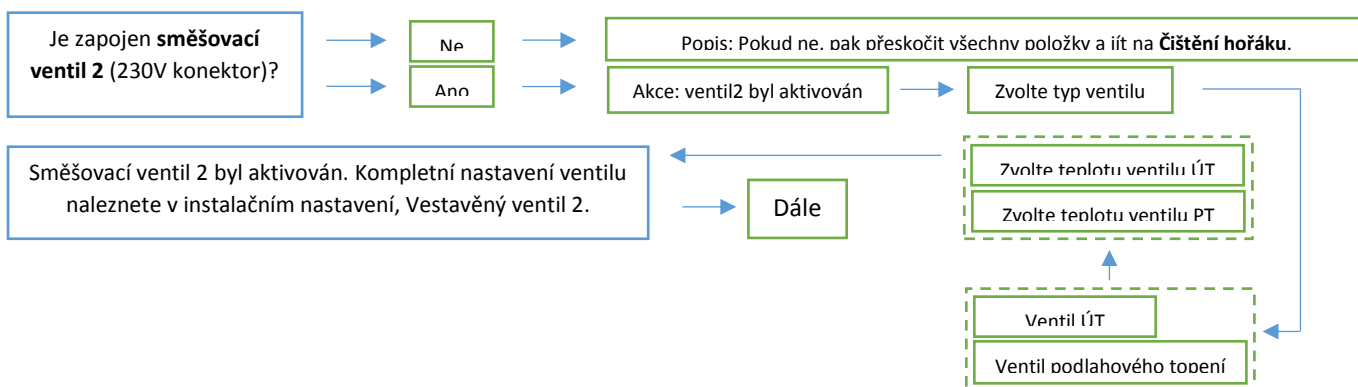 Je zapojen směšovací
ventil 2 (230V konektor)?
Ne
Popis: Pokud ne, pak přeskočit všechny položky a jít na Čištění hořáku.
Ano
Akce: ventil2 byl aktivován
Zvolte typ ventilu
Směšovací ventil 2 byl aktivován. Kompletní nastavení ventilu
naleznete v instalačním nastavení, Vestavěný ventil 2.
Dále
Zvolte teplotu ventilu ÚT
Zvolte teplotu ventilu PT
Ventil ÚT
Ventil podlahového topení